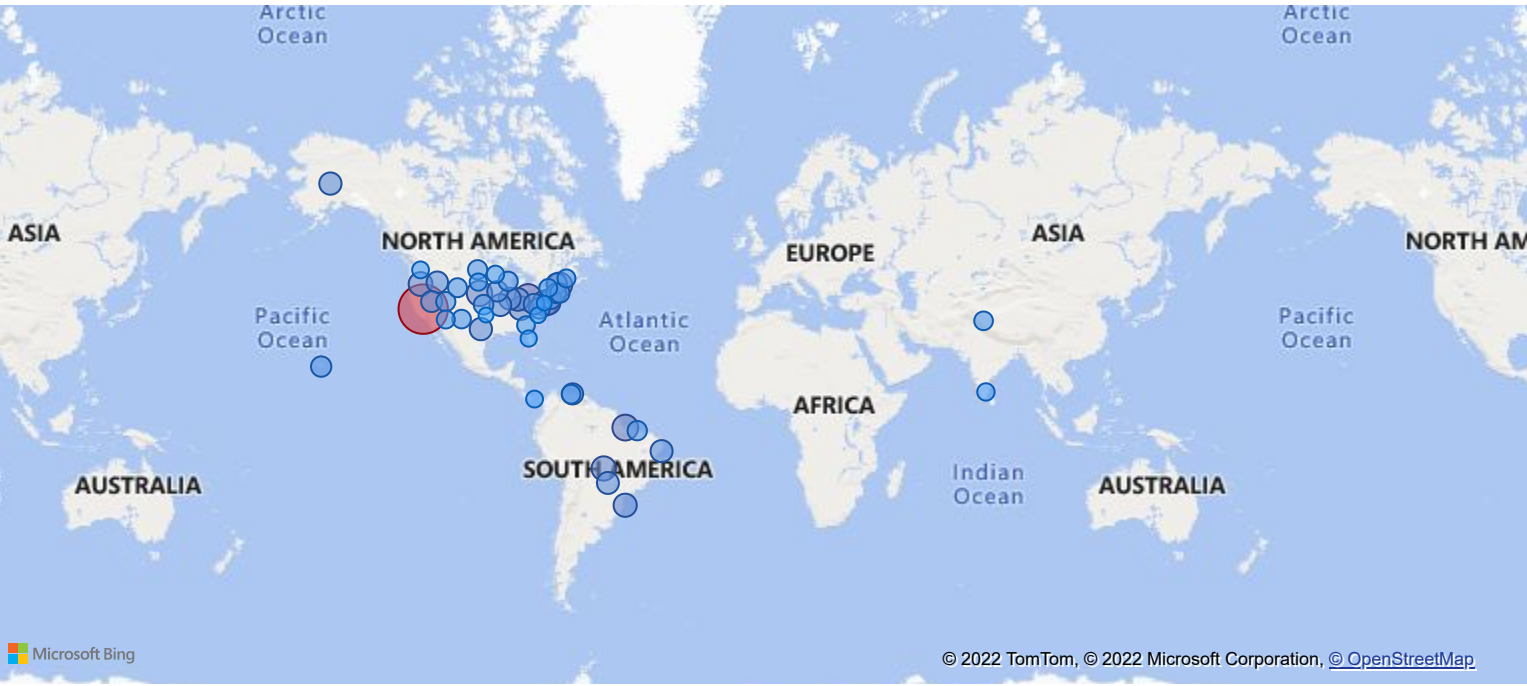 Arctic
Ocean
Arctic
Ocean
ASIA
NORTH AMERICA
EUROPE
ASIA
NORTH AM
Pacific
Ocean
Atlantic
Ocean
Pacific
Ocean
AFRICA
SOUTH AMERICA
AUSTRALIA
Indian
Ocean
AUSTRALIA
Microsoft Bing
© 2022 TomTom, © 2022 Microsoft Corporation, © OpenStreetMap